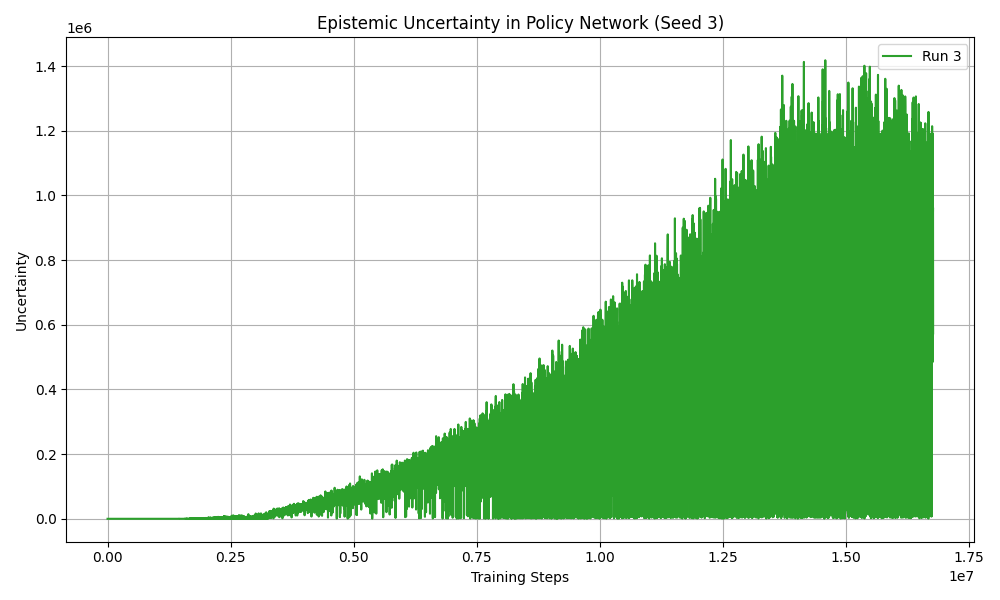 Epistemic Uncertainty in Policy Network (Seed 3)
1e6
Run 3
1.4
1.2
1.0
0.8
0.6
0.4
0.2
0.0
Uncertainty
0.00 0.25 0.50 0.75 1.00 1.25 1.50 1.75
1e7
Training Steps